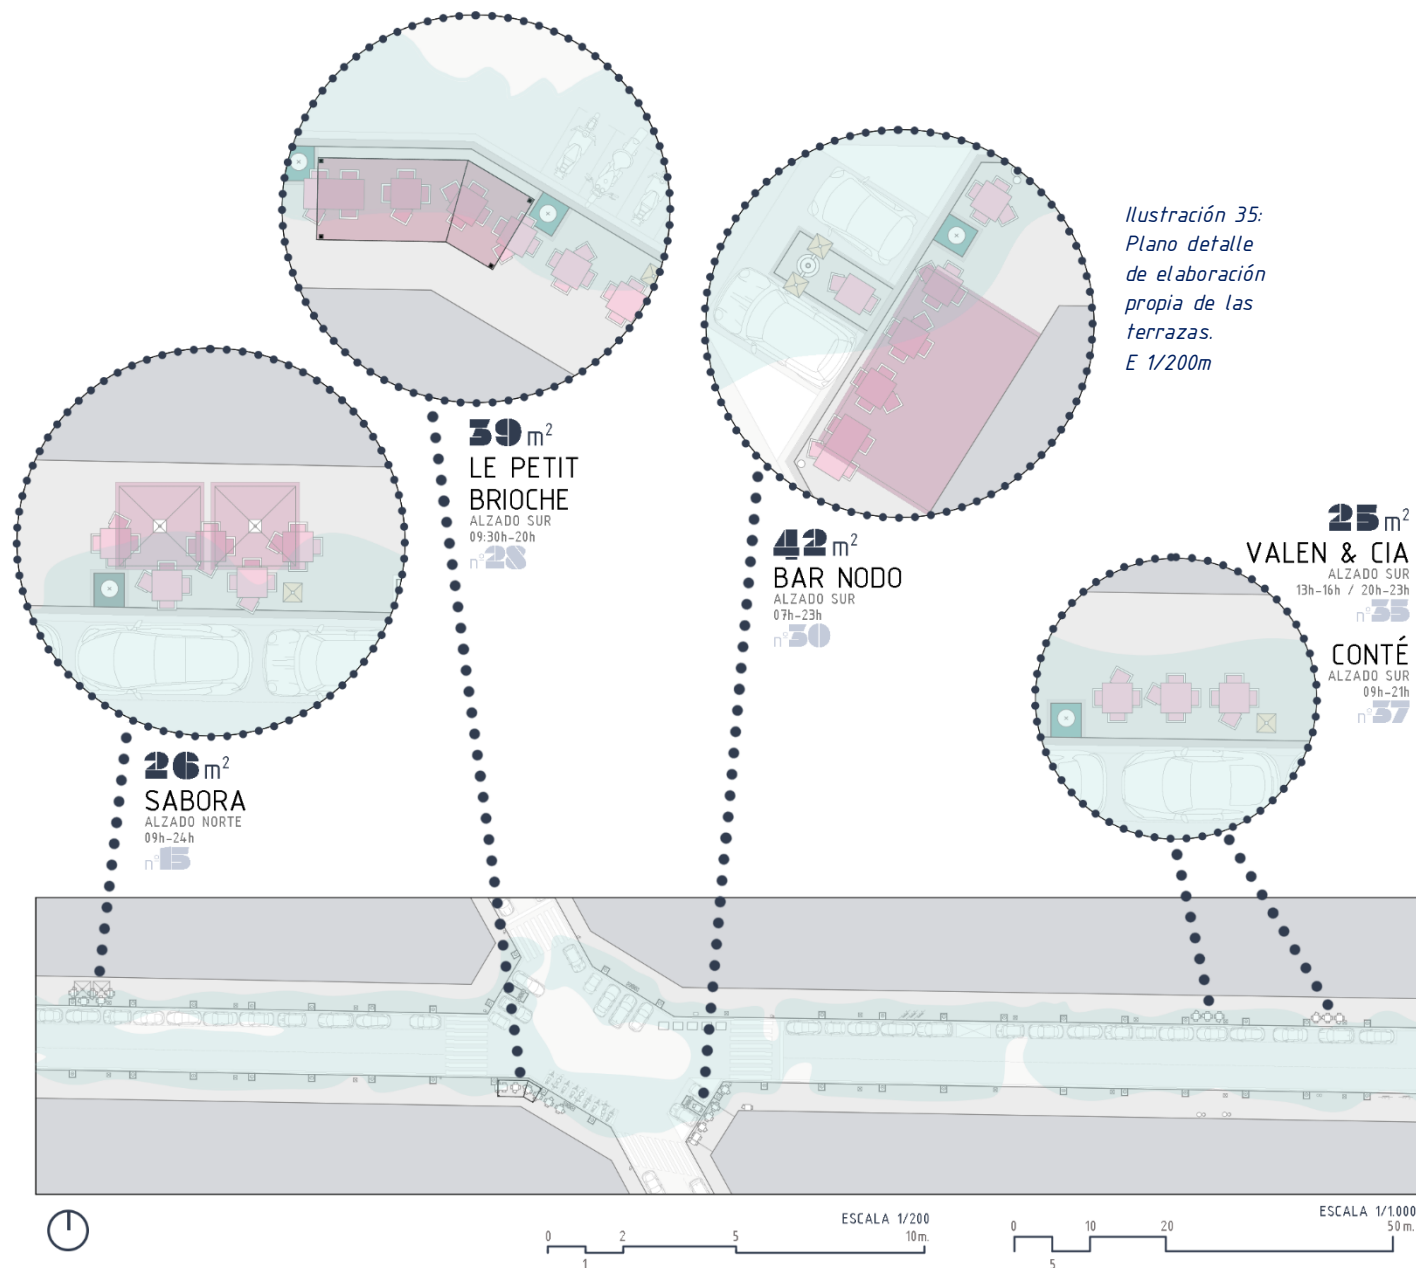 Ilustración 35:
Plano detalle
de elaboración
propia de las
terrazas.
E 1/200m
39 m²
LE PETIT
BRIOCHE
ALZADO SUR
09:30h-20h
nº28
42 m²
BAR NODO
ALZADO SUR
07h-23h
nº30
25 m²
VALEN & CIA
ALZADO SUR
13h-16h / 20h-23h
nº35
CONTÉ
ALZADO SUR
09h-21h
nº37
26 m²
SABORA
ALZADO NORTE
09h-24h
nº15
ESCALA 1/200
0 2 5 10m.
1
ESCALA 1/1.000
0 10 20 50m.
5